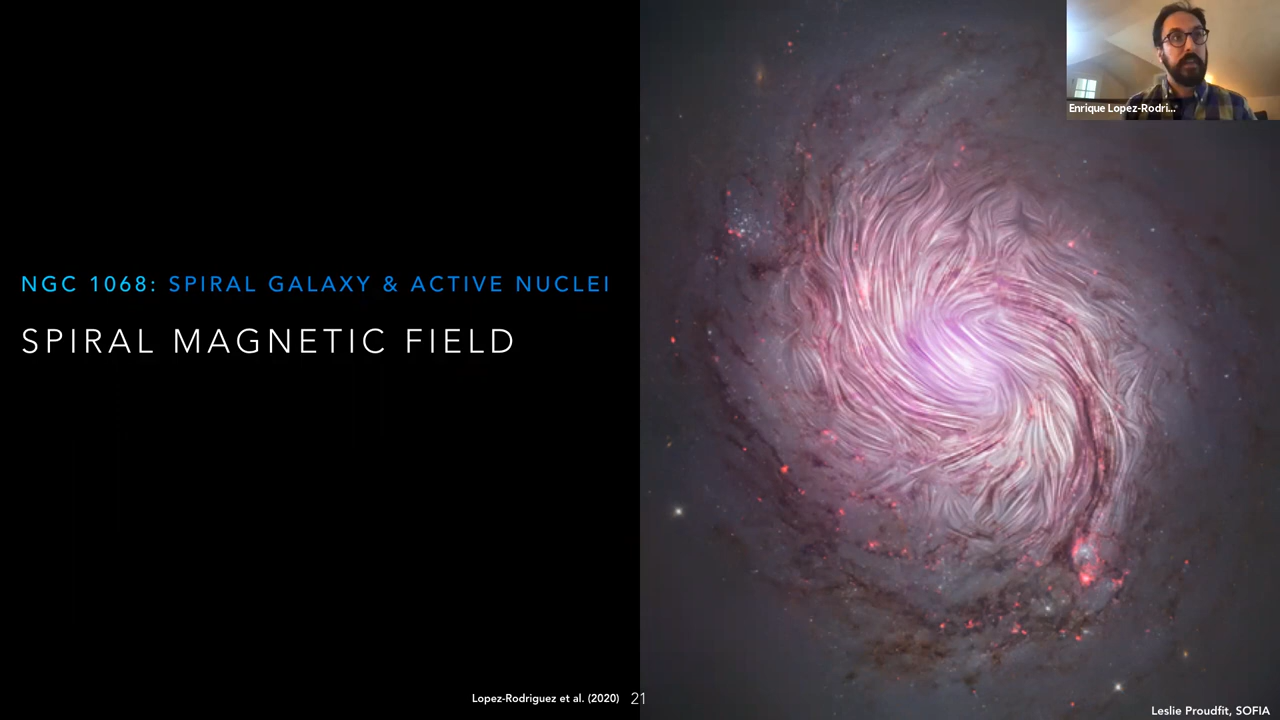 Enrique Lopez-Rodri...
NGC 1068: SPIRAL GALAXY & ACTIVE NUCLEI
SPIRAL MAGNETIC FIELD
Lopez-Rodriguez et al. (2020) 21
Leslie Proudfit, SOFIA